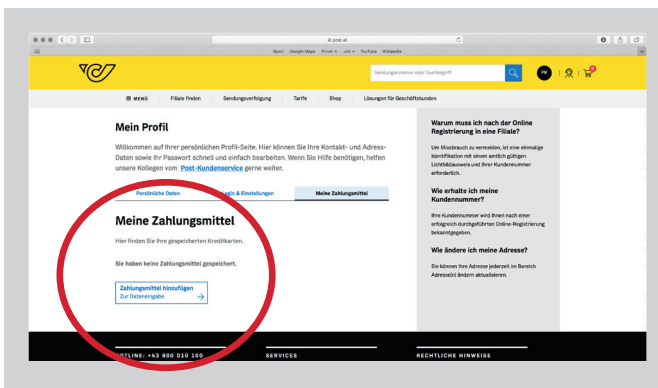 post.at
Sport Google Maps Privat Job YouTube Wikipedia
Sendungsnummer oder Suchbegriff
PK
MENÜ Filiale finden Sendungsverfolgung Tarife Shop Lösungen für Geschäftskunden
Mein Profil
Willkommen auf Ihrer persönlichen Profil-Seite. Hier können Sie Ihre Kontakt- und Adress-
Daten sowie Ihr Passwort schnell und einfach bearbeiten. Wenn Sie Hilfe benötigen, helfen
unsere Kollegen vom Post-Kundenservice gerne weiter.
Persönliche Daten Login & Einstellungen Meine Zahlungsmittel
Meine Zahlungsmittel
Hier finden Sie Ihre gespeicherten Kreditkarten.
Sie haben keine Zahlungsmittel gespeichert.
Zahlungsmittel hinzufügen
Zur Dateneingabe
Warum muss ich nach der Online
Registrierung in eine Filiale?
Um Missbrauch zu vermeiden, ist eine einmalige
Identifikation mit einem amtlich gültigen
Lichtbildausweis und Ihrer Kundennummer
erforderlich.
Wie erhalte ich meine
Kundennummer?
Ihre Kundennummer wird Ihnen nach einer
erfolgreich durchgeführten Online-Registrierung
bekanntgegeben.
Wie ändere ich meine Adresse?
Sie können Ihre Adresse jederzeit im Bereich
Adresse(n) ändern aktualisieren.
HOTLINE: +43 800 010 100 SERVICES RECHTLICHE HINWEISE